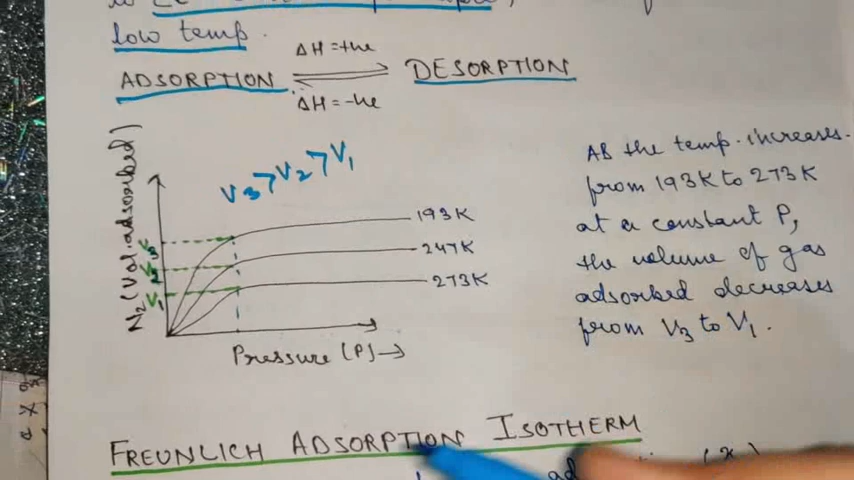 low temp.
ΔH = +ve
ADSORPTION ⇌ DESORPTION
ΔH = -ve
V3 > V2 > V1
N2 (Vol. adsorbed)
V3
V2
V1
193K
247K
273K
Pressure (P) →
As the temp. increases
from 193K to 273K
at a constant P,
the volume of gas
adsorbed decreases
from V3 to V1.
FREUNLICH ADSORPTION ISOTHERM